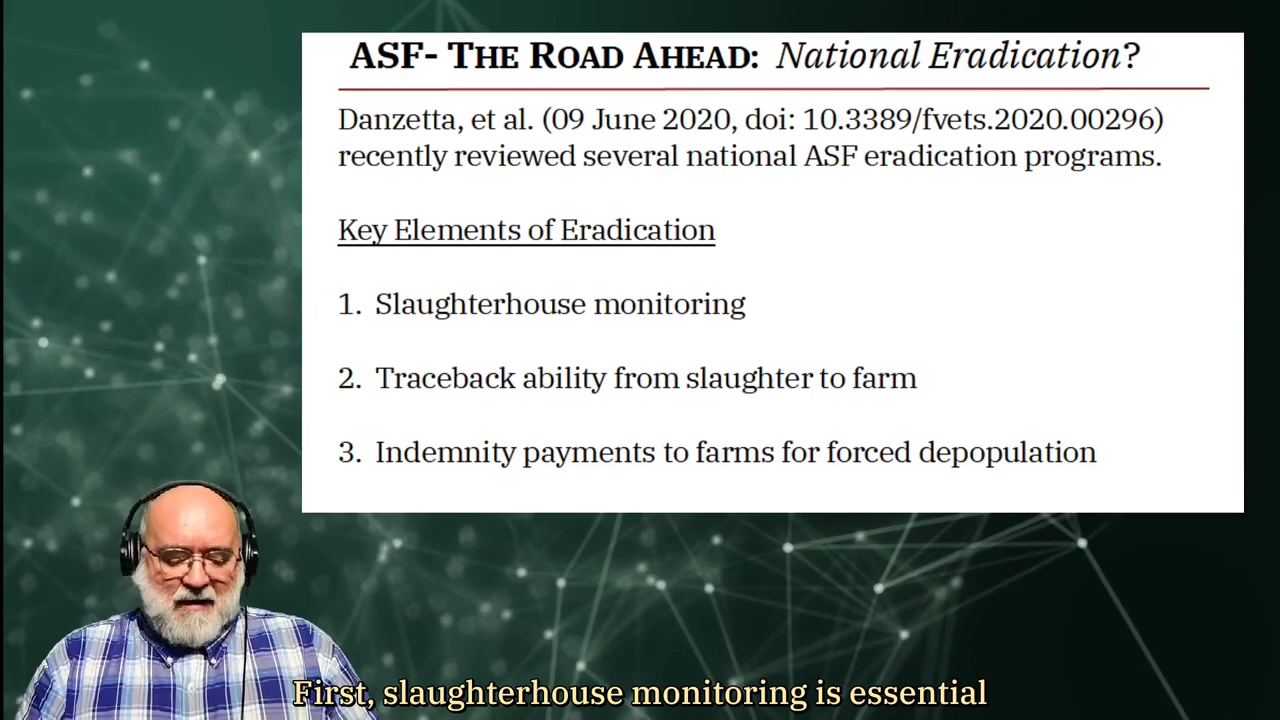 ASF- THE ROAD AHEAD: National Eradication?
Danzetta, et al. (09 June 2020, doi: 10.3389/fvets.2020.00296)
recently reviewed several national ASF eradication programs.
Key Elements of Eradication
1. Slaughterhouse monitoring
2. Traceback ability from slaughter to farm
3. Indemnity payments to farms for forced depopulation
First, slaughterhouse monitoring is essential